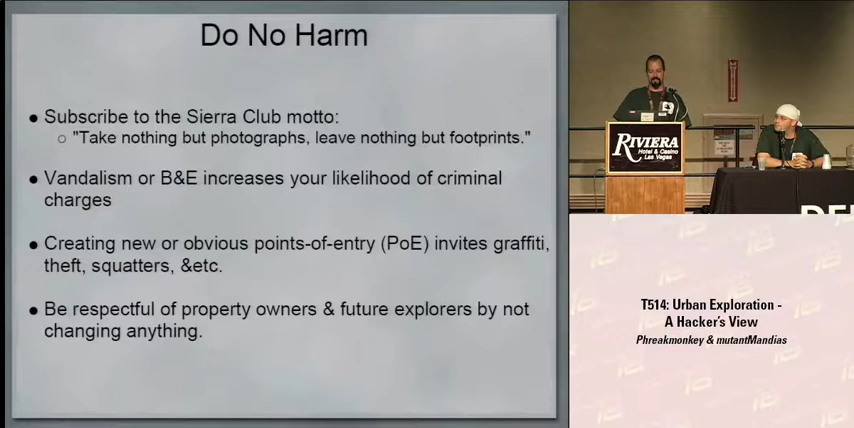 Do No Harm
● Subscribe to the Sierra Club motto:
○ "Take nothing but photographs, leave nothing but footprints."
● Vandalism or B&E increases your likelihood of criminal
charges
● Creating new or obvious points-of-entry (PoE) invites graffiti,
theft, squatters, &etc.
● Be respectful of property owners & future explorers by not
changing anything.
RIVIERA
Hotel & Casino
Las Vegas
DEF
T514: Urban Exploration -
A Hacker's View
Phreakmonkey & mutantMandias